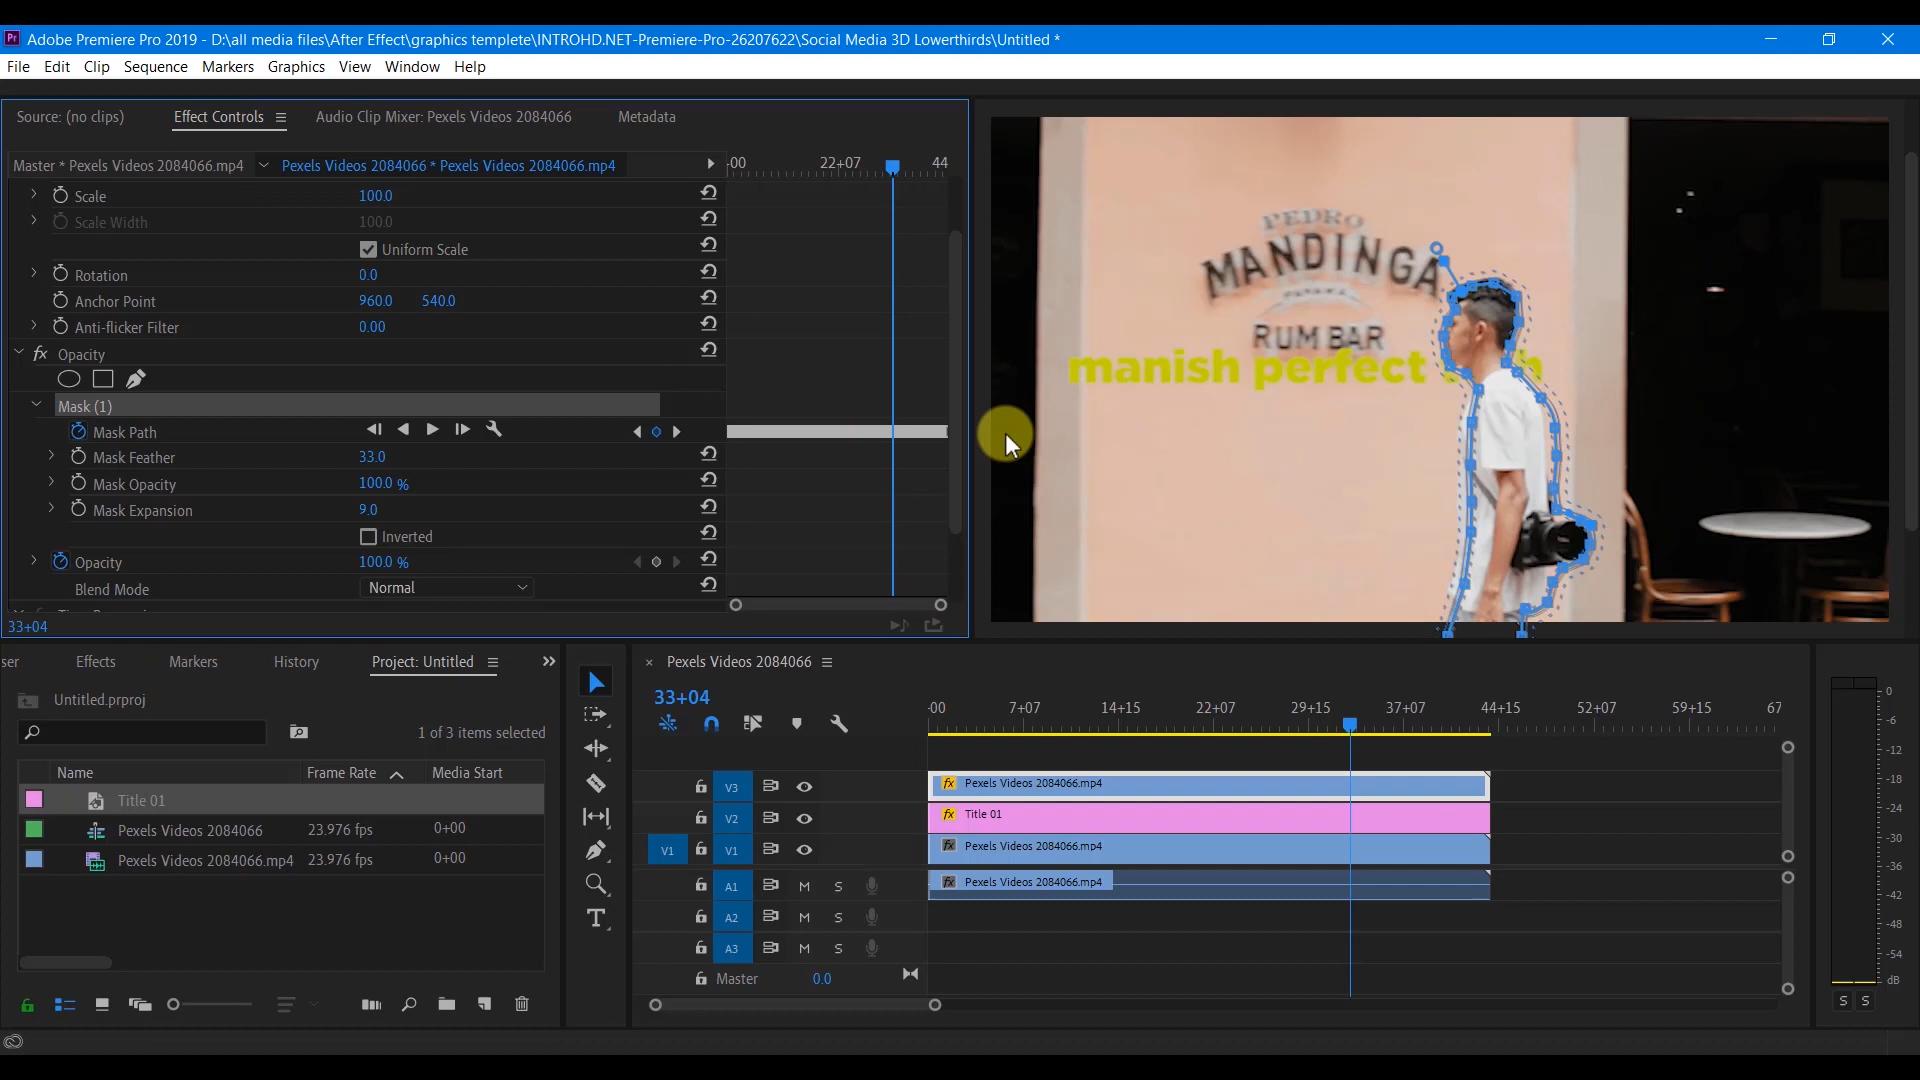 Adobe Premiere Pro 2019 - D:\all media files\After Effect\graphics templete\INTROHD.NET-Premiere-Pro-26207622\Social Media 3D Lowerthirds\Untitled *
File Edit Clip Sequence Markers Graphics View Window Help
Source: (no clips) Effect Controls Audio Clip Mixer: Pexels Videos 2084066 Metadata
Master * Pexels Videos 2084066.mp4 Pexels Videos 2084066 * Pexels Videos 2084066.mp4 :00 22+07 44
Scale 100.0
Scale Width 100.0
Uniform Scale
Rotation 0.0
Anchor Point 960.0 540.0
Anti-flicker Filter 0.00
fx Opacity
Mask (1)
Mask Path
Mask Feather 33.0
Mask Opacity 100.0 %
Mask Expansion 9.0
Inverted
Opacity 100.0 %
Blend Mode Normal
33+04
PEDRO
MANDINGA
PANAMA
RUM BAR
manish perfect
ser Effects Markers History Project: Untitled
Untitled.prproj
1 of 3 items selected
Name Frame Rate Media Start
Title 01
Pexels Videos 2084066 23.976 fps 0+00
Pexels Videos 2084066.mp4 23.976 fps 0+00
× Pexels Videos 2084066
33+04
:00 7+07 14+15 22+07 29+15 37+07 44+15 52+07 59+15 67
V3 fx Pexels Videos 2084066.mp4
V2 fx Title 01
V1 V1 fx Pexels Videos 2084066.mp4
A1 M S fx Pexels Videos 2084066.mp4
A2 M S
A3 M S
Master 0.0
0
-6
-12
-18
-24
-30
-36
-42
-48
-54
dB
S S